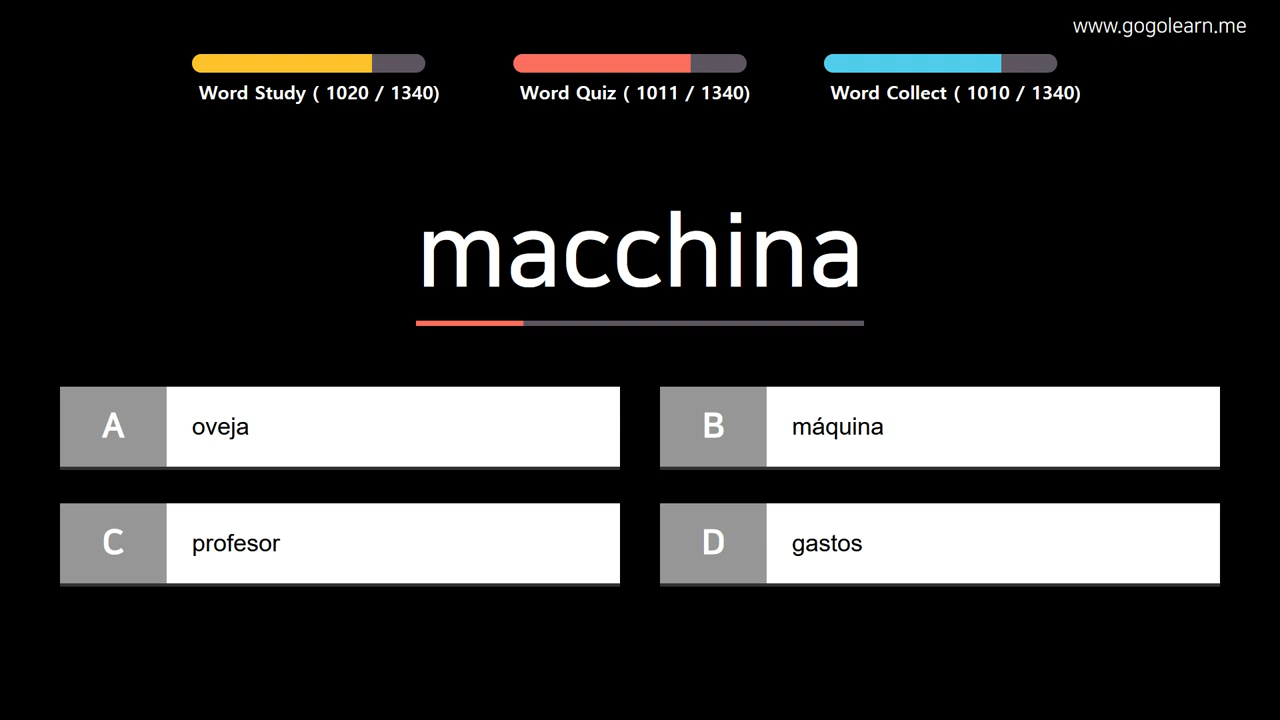 www.gogolearn.me
Word Study ( 1020 / 1340)
Word Quiz ( 1011 / 1340)
Word Collect ( 1010 / 1340)
macchina
A oveja
B máquina
C profesor
D gastos